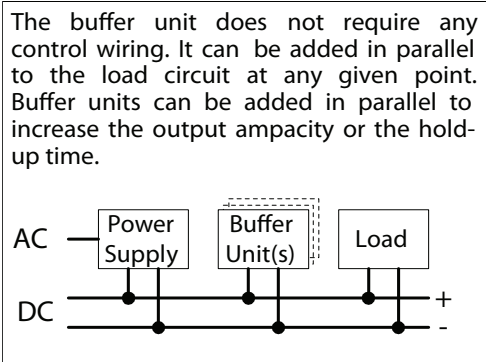 The buffer unit does not require any
control wiring. It can be added in parallel
to the load circuit at any given point.
Buffer units can be added in parallel to
increase the output ampacity or the hold-
up time.
AC
Power
Supply
Buffer
Unit(s)
Load
DC
+
-